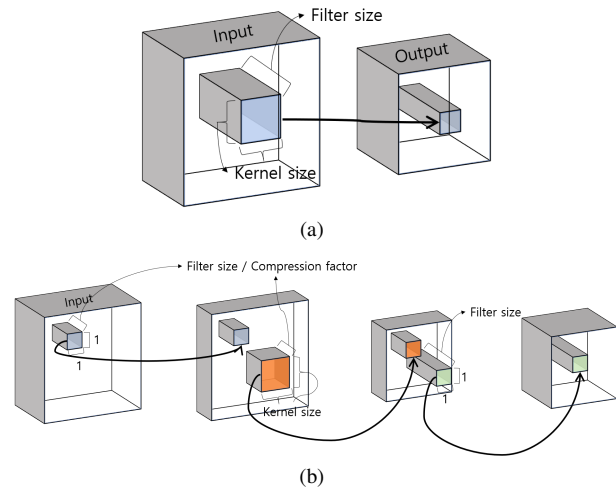 Filter size
Input
Output
Kernel size
(a)
Filter size / Compression factor
Input
Filter size
1
1
1
1
Kernel size
(b)